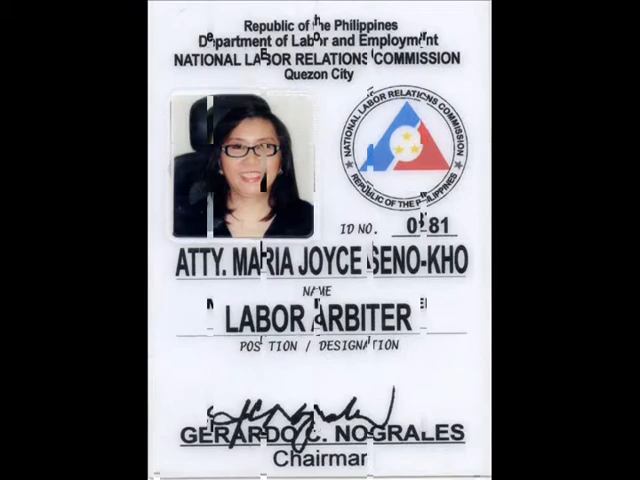 Republic of the Philippines
Department of Labor and Employment
NATIONAL LABOR RELATIONS COMMISSION
Quezon City
NATIONAL LABOR RELATIONS COMMISSION
REPUBLIC OF THE PHILIPPINES
ID NO. 81
ATTY. MARIA JOYCE SENO-KHO
NAME
LABOR ARBITER
POSITION / DESIGNATION
GERARDO C. NOGRALES
Chairman